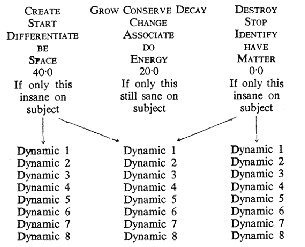 CREATE GROW CONSERVE DECAY DESTROY
START CHANGE STOP
DIFFERENTIATE ASSOCIATE IDENTIFY
BE DO HAVE
SPACE ENERGY MATTER
40·0 20·0 0·0
If only this If only this If only this
insane on still sane on insane on
subject subject subject
Dynamic 1 Dynamic 1 Dynamic 1
Dynamic 2 Dynamic 2 Dynamic 2
Dynamic 3 Dynamic 3 Dynamic 3
Dynamic 4 Dynamic 4 Dynamic 4
Dynamic 5 Dynamic 5 Dynamic 5
Dynamic 6 Dynamic 6 Dynamic 6
Dynamic 7 Dynamic 7 Dynamic 7
Dynamic 8 Dynamic 8 Dynamic 8